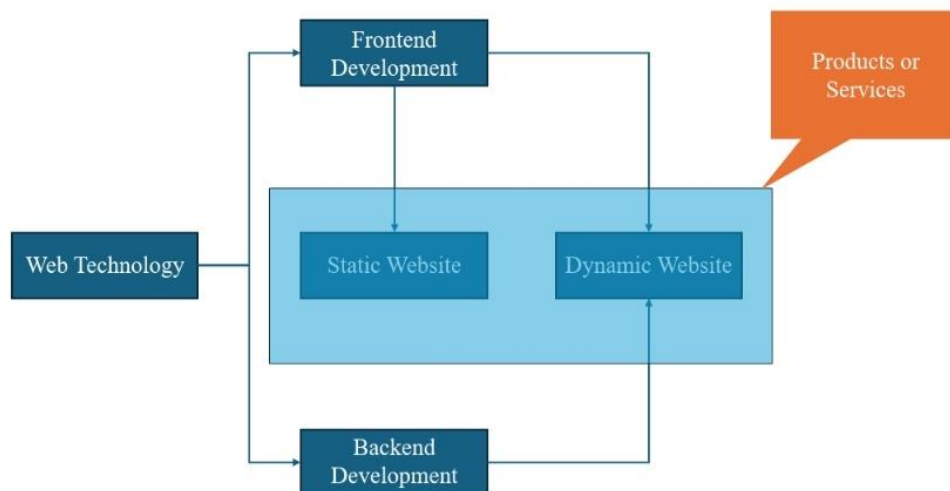 Frontend
Development
Products or
Services
Web Technology
Static Website
Dynamic Website
Backend
Development